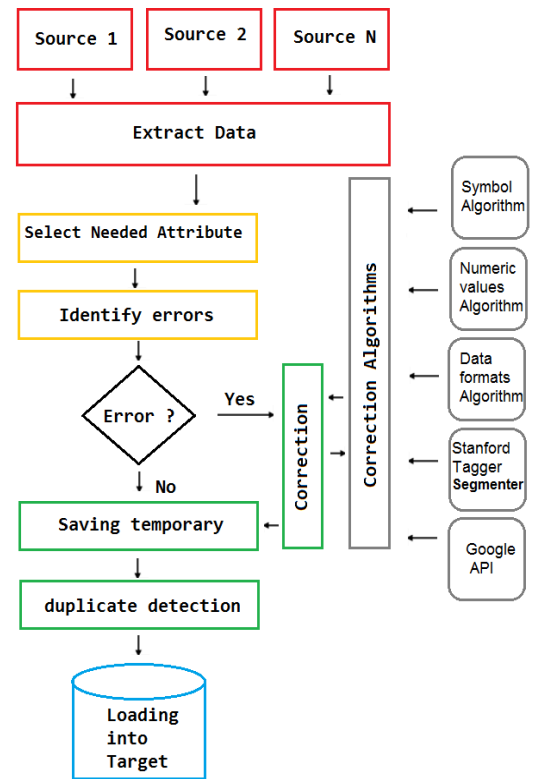 Source 1
Source 2
Source N
Extract Data
Select Needed Attribute
Identify errors
Error ?
Yes
No
Correction
Correction Algorithms
Symbol
Algorithm
Numeric
values
Algorithm
Data
formats
Algorithm
Stanford
Tagger
Segmenter
Google
API
Saving temporary
duplicate detection
Loading
into
Target